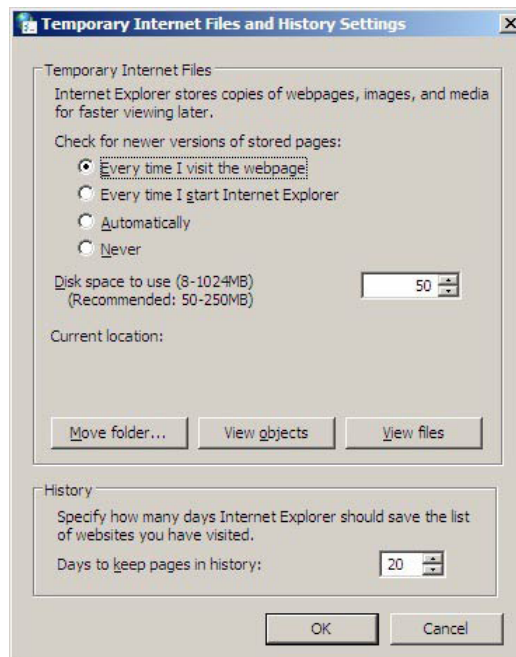 Temporary Internet Files and History Settings
Temporary Internet Files
Internet Explorer stores copies of webpages, images, and media
for faster viewing later.
Check for newer versions of stored pages:
Every time I visit the webpage
Every time I start Internet Explorer
Automatically
Never
Disk space to use (8-1024MB)
(Recommended: 50-250MB)
50
Current location:
Move folder...
View objects
View files
History
Specify how many days Internet Explorer should save the list
of websites you have visited.
Days to keep pages in history:
20
OK
Cancel